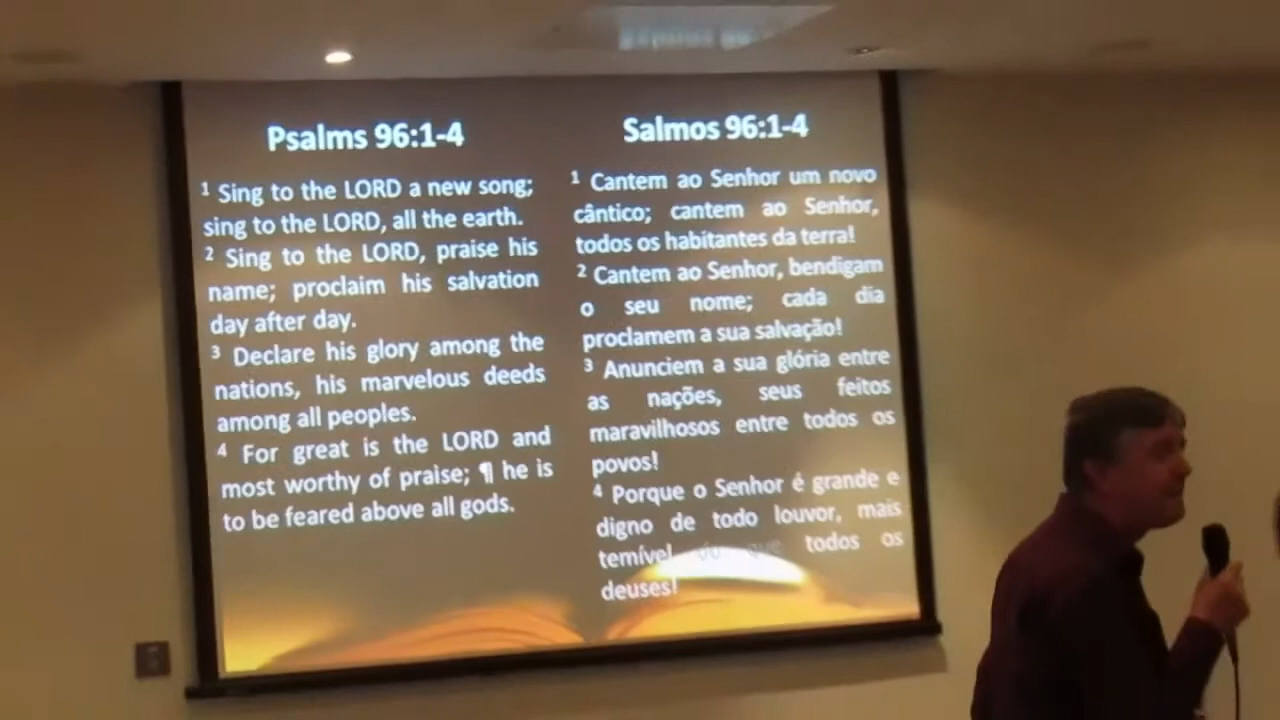 Psalms 96:1-4
¹ Sing to the LORD a new song;
sing to the LORD, all the earth.
² Sing to the LORD, praise his
name; proclaim his salvation
day after day.
³ Declare his glory among the
nations, his marvelous deeds
among all peoples.
⁴ For great is the LORD and
most worthy of praise; ¶ he is
to be feared above all gods.
Salmos 96:1-4
¹ Cantem ao Senhor um novo
cântico; cantem ao Senhor,
todos os habitantes da terra!
² Cantem ao Senhor, bendigam
o seu nome; cada dia
proclamem a sua salvação!
³ Anunciem a sua glória entre
as nações, seus feitos
maravilhosos entre todos os
povos!
⁴ Porque o Senhor é grande e
digno de todo louvor, mais
temível do que todos os
deuses!